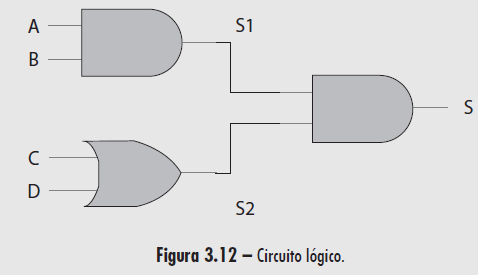 A
S1
B
S
C
D
S2
Figura 3.12 – Circuito lógico.